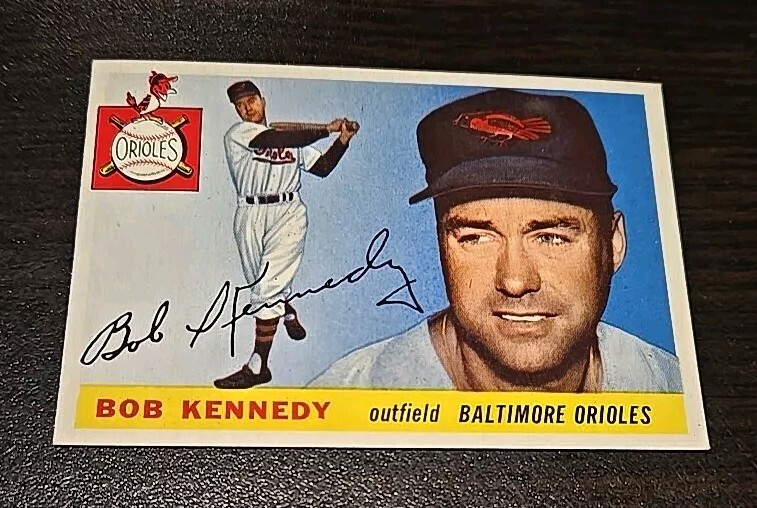 ORIOLES
Bob Kennedy
BOB KENNEDY outfield BALTIMORE ORIOLES